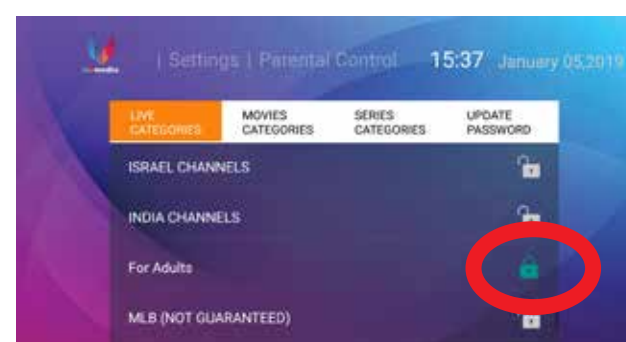 | Settings | Parental Control 15:37 January 05,2019
LIVE CATEGORIES MOVIES CATEGORIES SERIES CATEGORIES UPDATE PASSWORD
ISRAEL CHANNELS
INDIA CHANNELS
For Adults
MLB (NOT GUARANTEED)